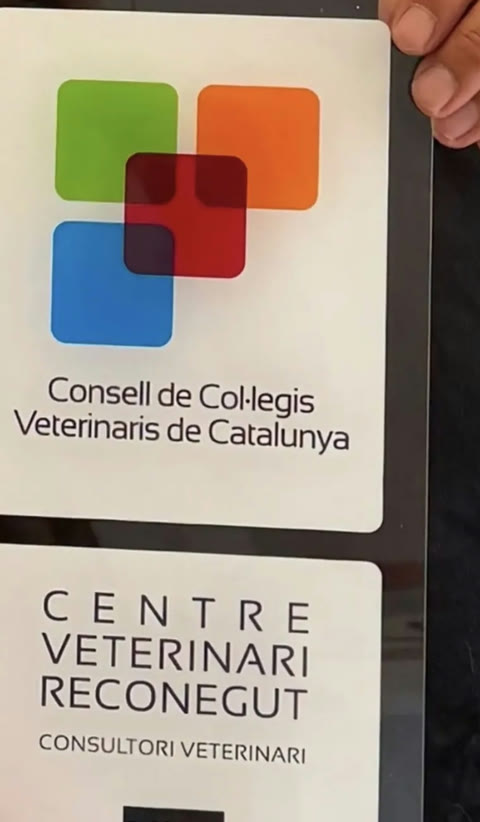 Consell de Col·legis
Veterinaris de Catalunya
CENTRE
VETERINARI
RECONEGUT
CONSULTORI VETERINARI